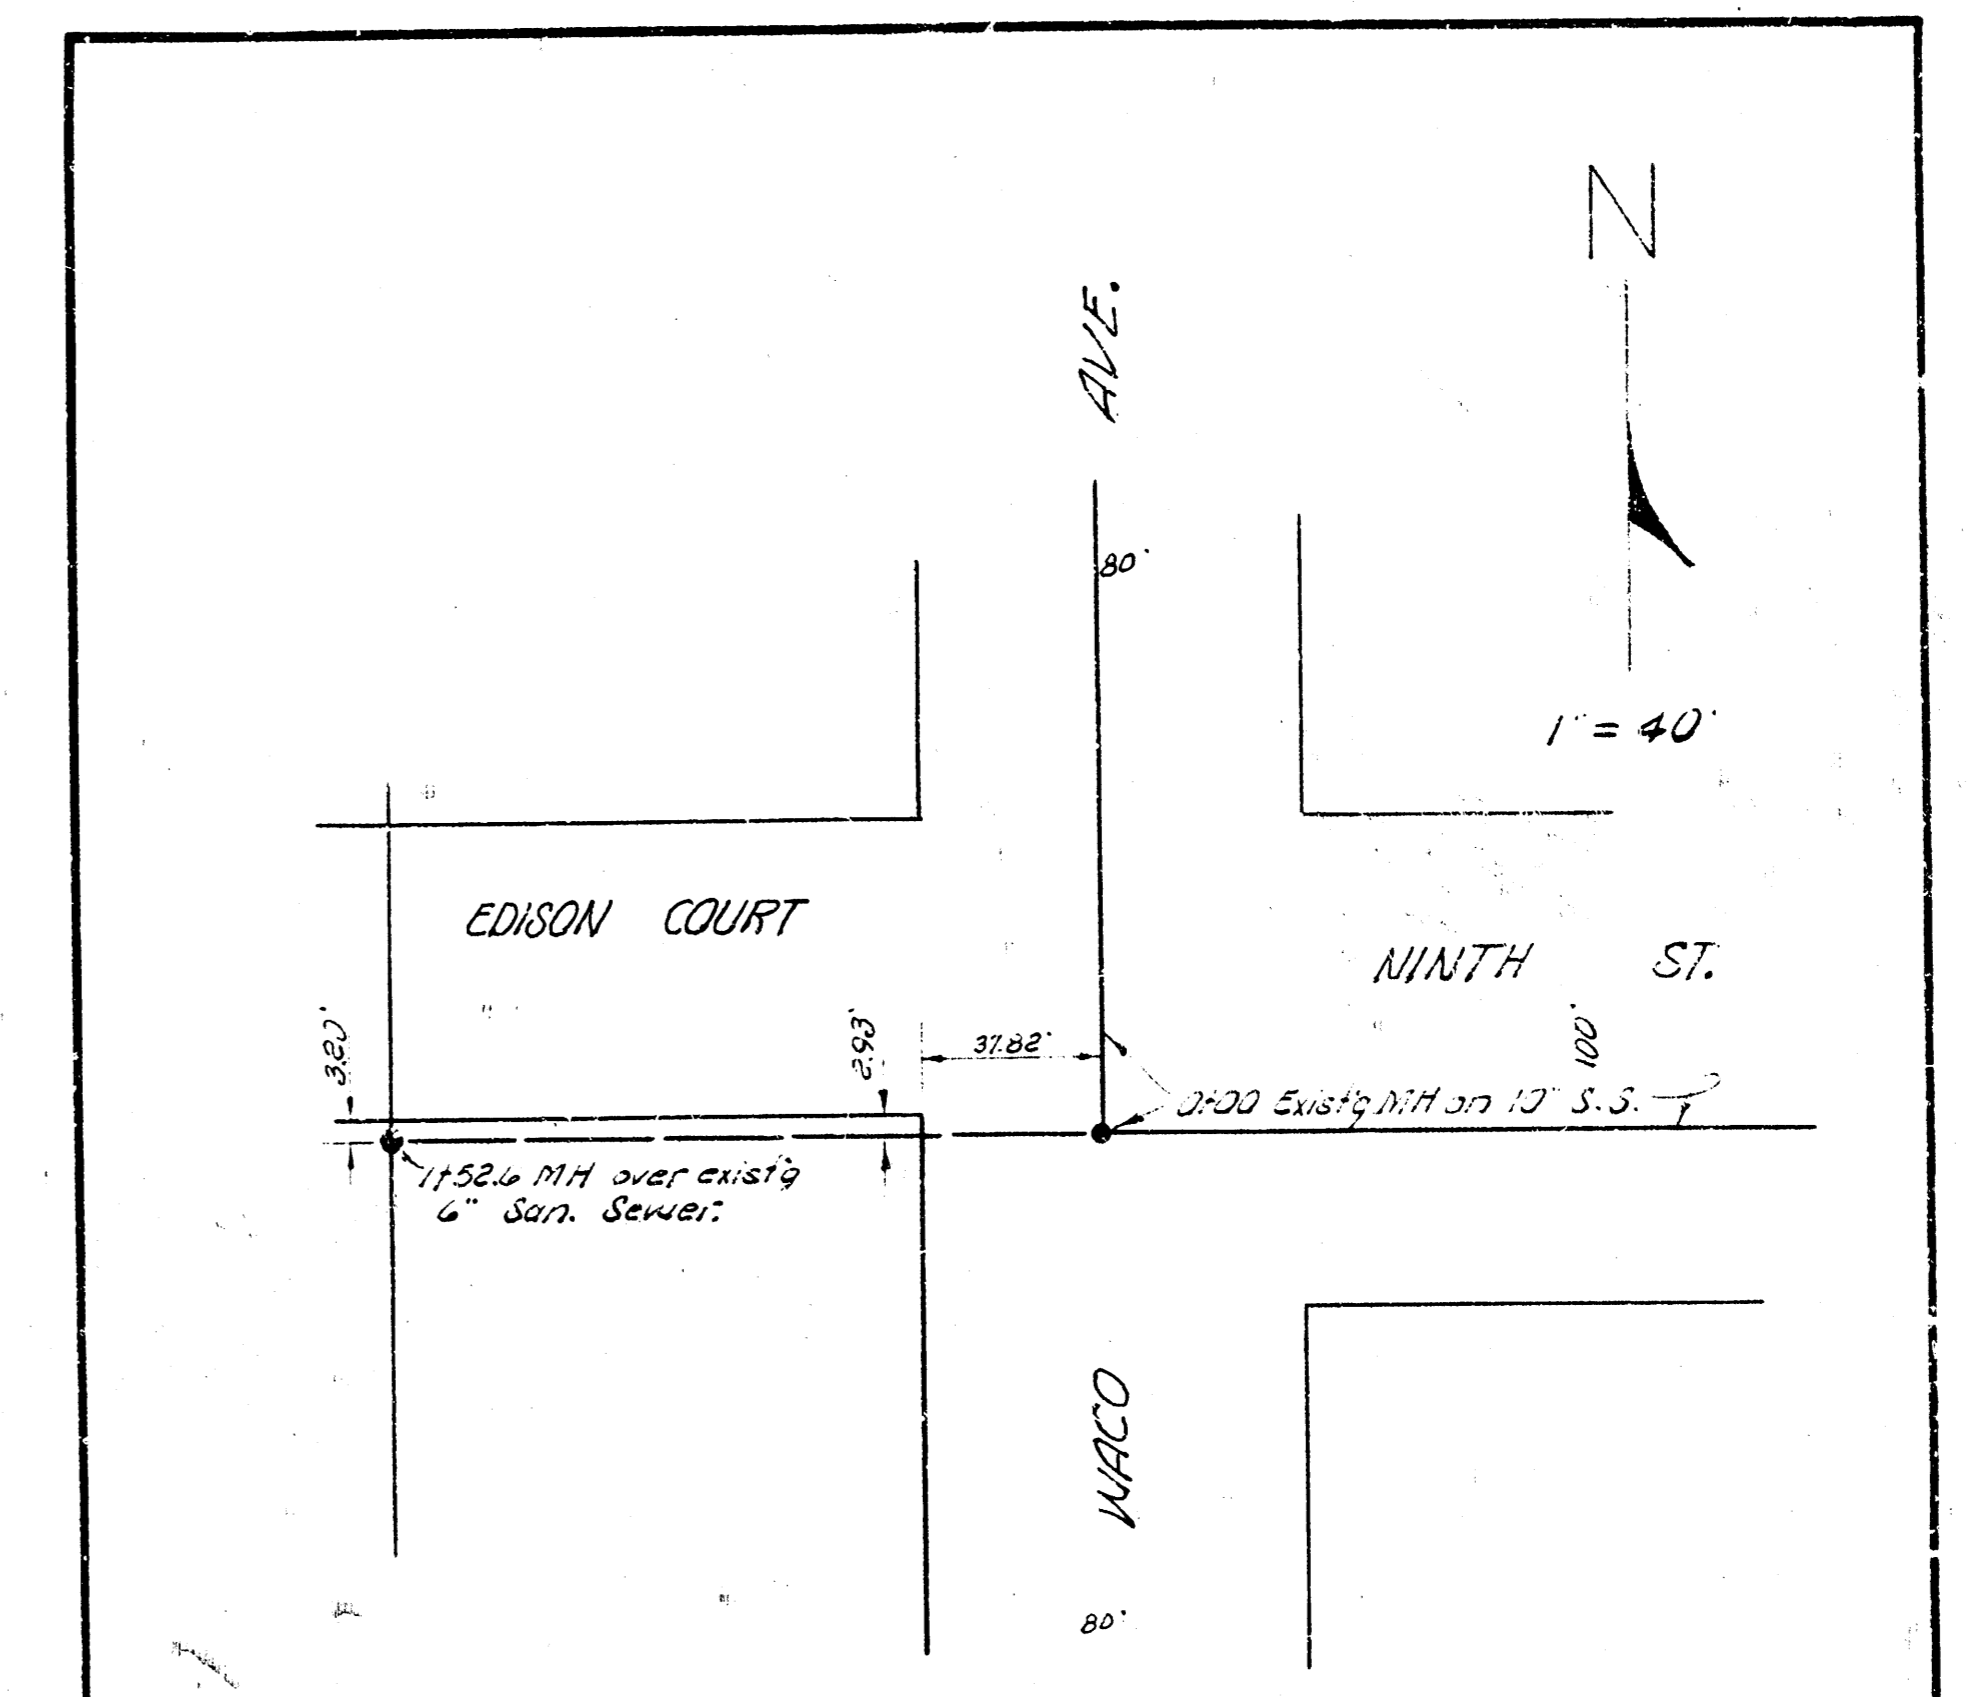 N
AVE.
80'
1" = 40'
EDISON COURT
NINTH ST.
3.20'
2.93'
37.82'
100'
0+00 Exist'g MH on 10" S.S.
1+52.6 MH over exist'g
6" San. Sewer.
WACO
80'